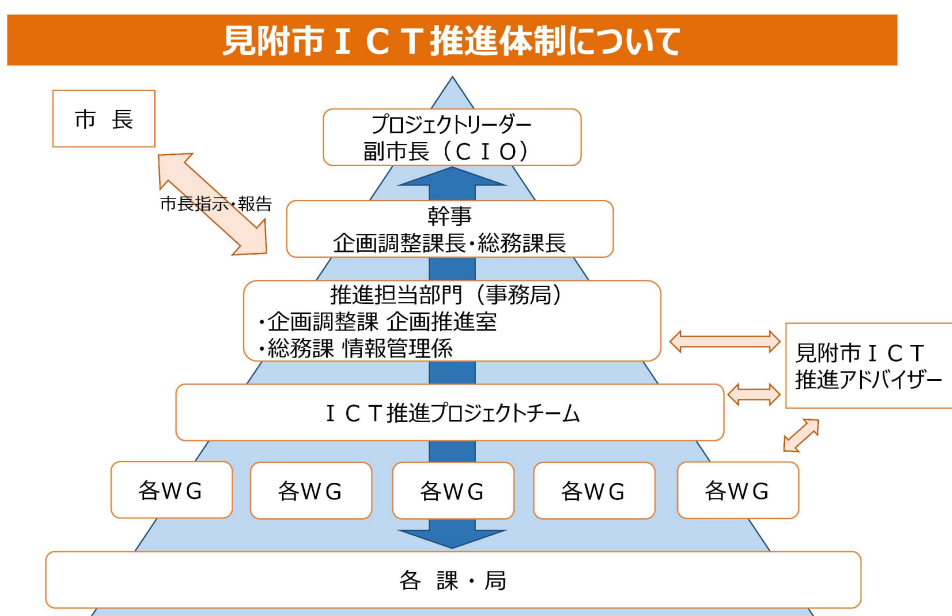 見附市ＩＣＴ推進体制について
市 長
プロジェクトリーダー
副市長（ＣＩＯ）
市長指示・報告
幹事
企画調整課長・総務課長
推進担当部門（事務局）
・企画調整課 企画推進室
・総務課 情報管理係
見附市ＩＣＴ
推進アドバイザー
ＩＣＴ推進プロジェクトチーム
各ＷＧ
各ＷＧ
各ＷＧ
各ＷＧ
各ＷＧ
各 課・局